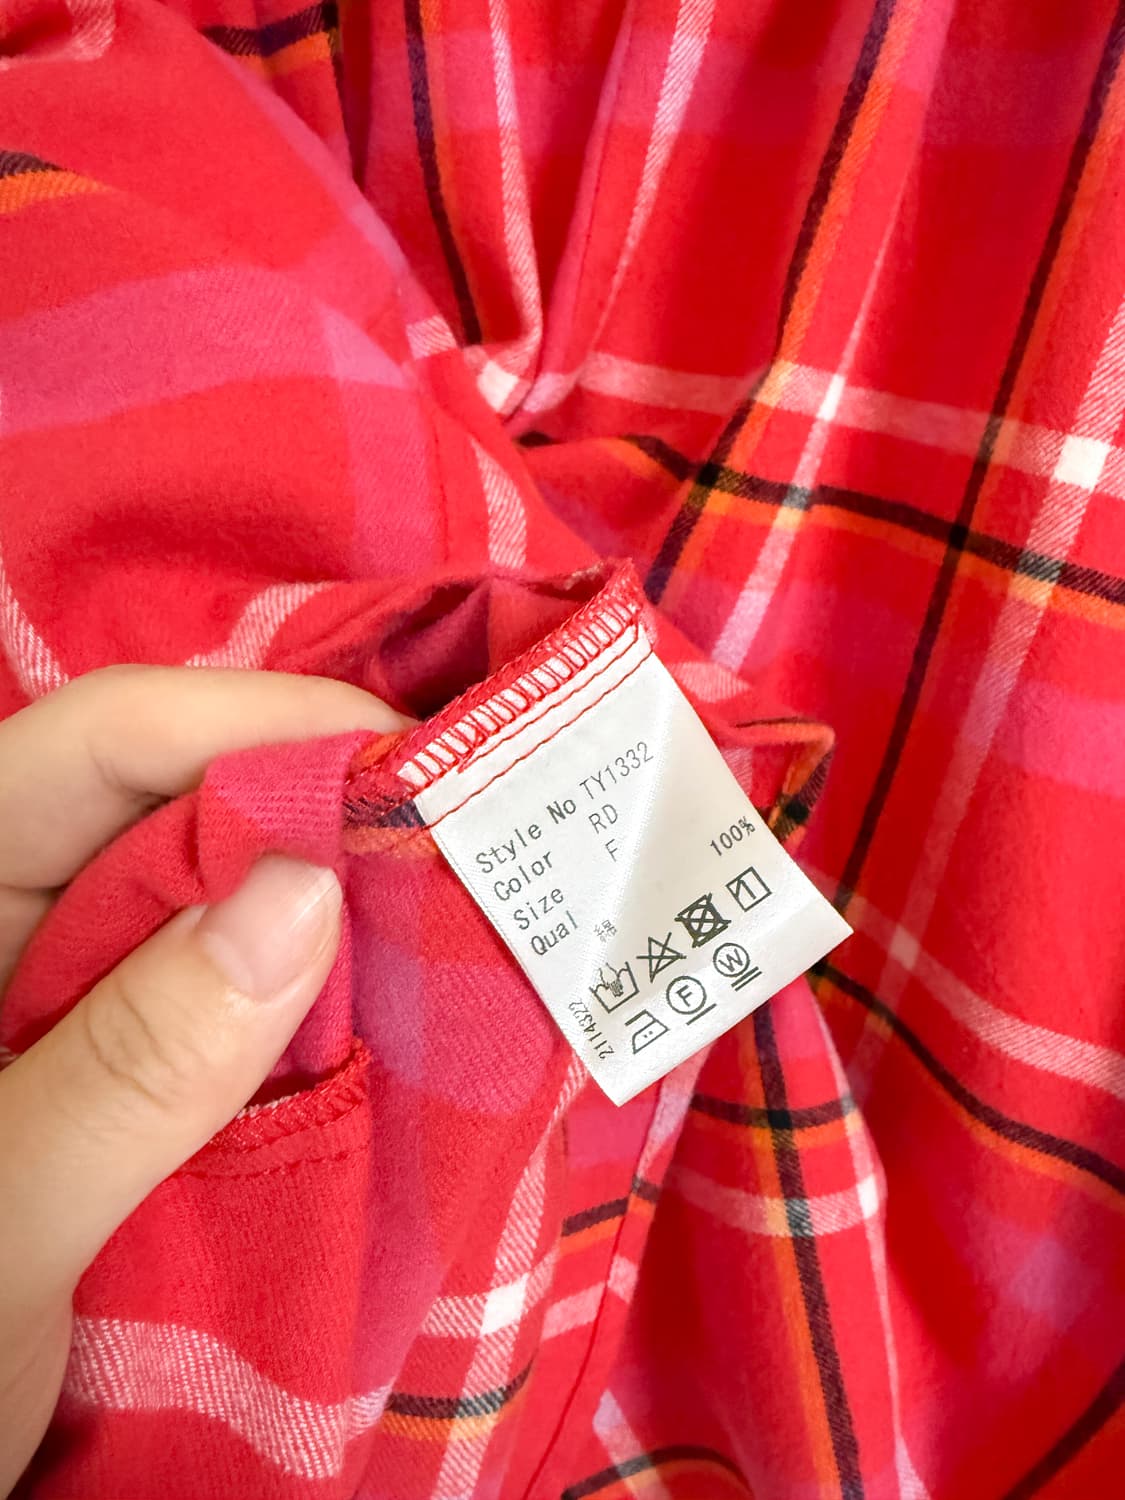 Style No TY1332
Color RD
Size F
Qual 綿 100%
F W
2114322